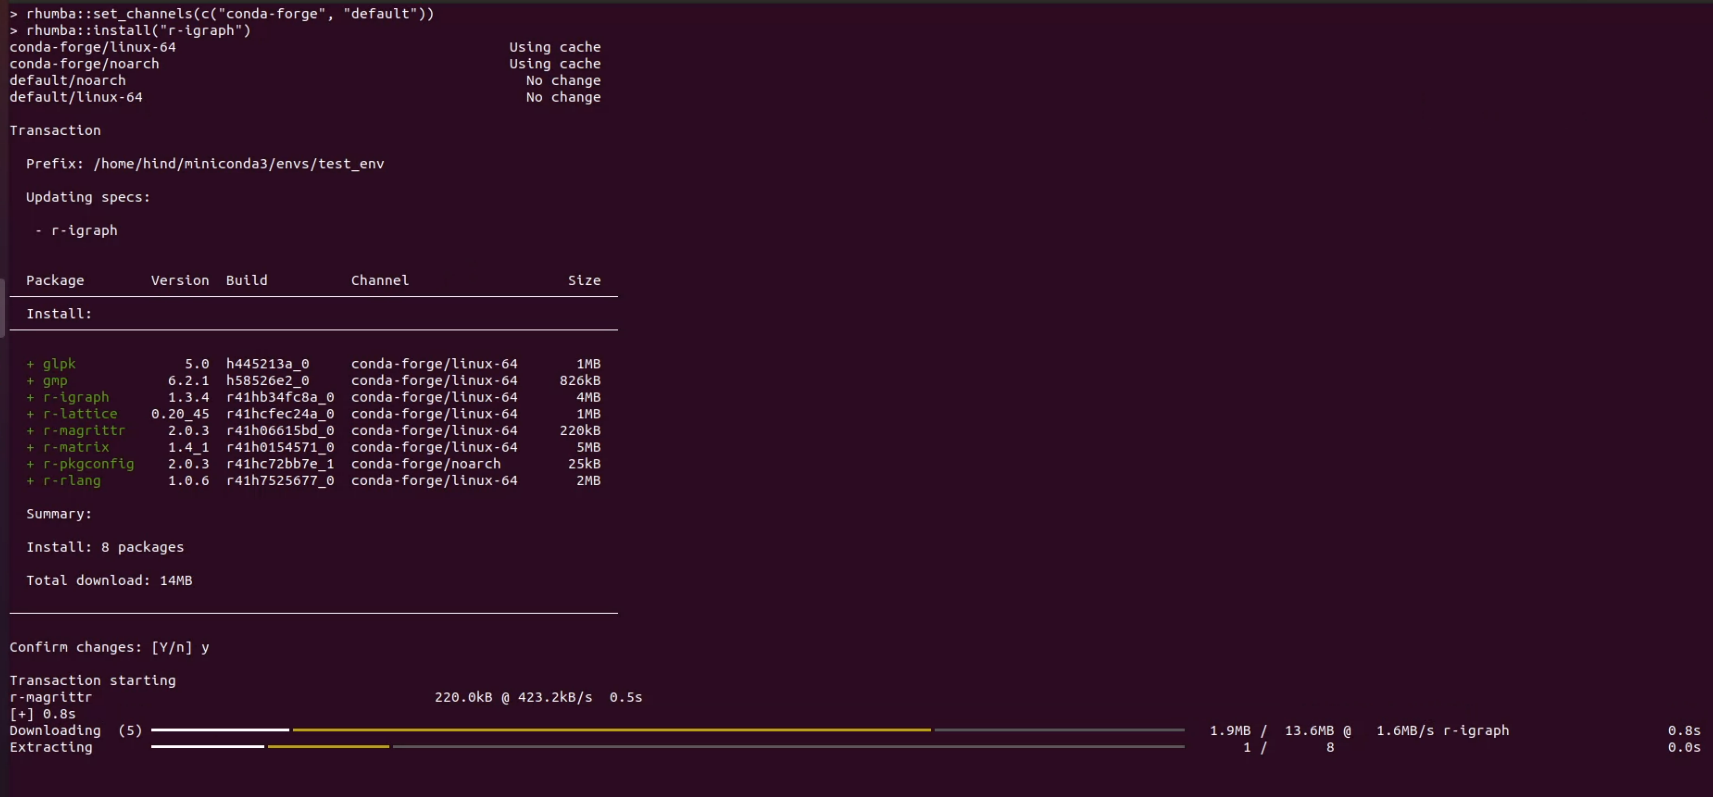 > rhumba::set_channels(c("conda-forge", "default"))
> rhumba::install("r-igraph")
conda-forge/linux-64 Using cache
conda-forge/noarch Using cache
default/noarch No change
default/linux-64 No change
Transaction
Prefix: /home/hind/miniconda3/envs/test_env
Updating specs:
- r-igraph
Package Version Build Channel Size
Install:
+ glpk 5.0 h445213a_0 conda-forge/linux-64 1MB
+ gmp 6.2.1 h58526e2_0 conda-forge/linux-64 826kB
+ r-igraph 1.3.4 r41hb34fc8a_0 conda-forge/linux-64 4MB
+ r-lattice 0.20_45 r41hcfec24a_0 conda-forge/linux-64 1MB
+ r-magrittr 2.0.3 r41h06615bd_0 conda-forge/linux-64 220kB
+ r-matrix 1.4_1 r41h0154571_0 conda-forge/linux-64 5MB
+ r-pkgconfig 2.0.3 r41hc72bb7e_1 conda-forge/noarch 25kB
+ r-rlang 1.0.6 r41h7525677_0 conda-forge/linux-64 2MB
Summary:
Install: 8 packages
Total download: 14MB
Confirm changes: [Y/n] y
Transaction starting
r-magrittr 220.0kB @ 423.2kB/s 0.5s
[+] 0.8s
Downloading (5) 1.9MB / 13.6MB @ 1.6MB/s r-igraph 0.8s
Extracting 1 / 8 0.0s